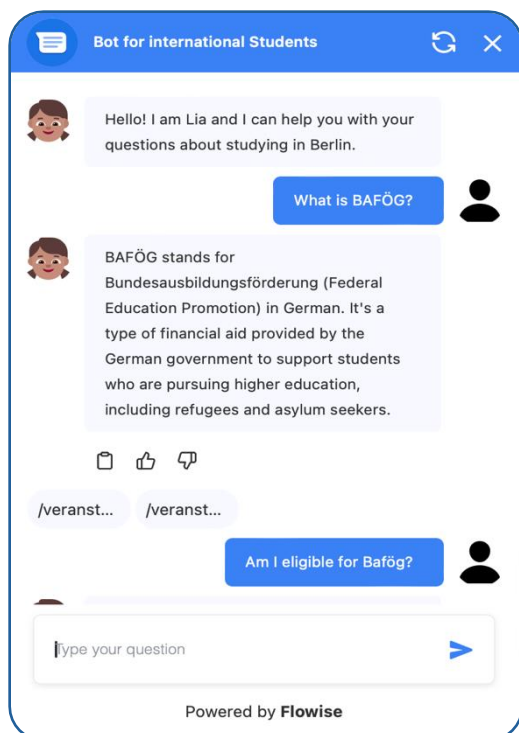 Bot for international Students
Hello! I am Lia and I can help you with your
questions about studying in Berlin.
What is BAFÖG?
BAFÖG stands for
Bundesausbildungsförderung (Federal
Education Promotion) in German. It's a
type of financial aid provided by the
German government to support students
who are pursuing higher education,
including refugees and asylum seekers.
/veranst... /veranst...
Am I eligible for Bafög?
Type your question
Powered by Flowise